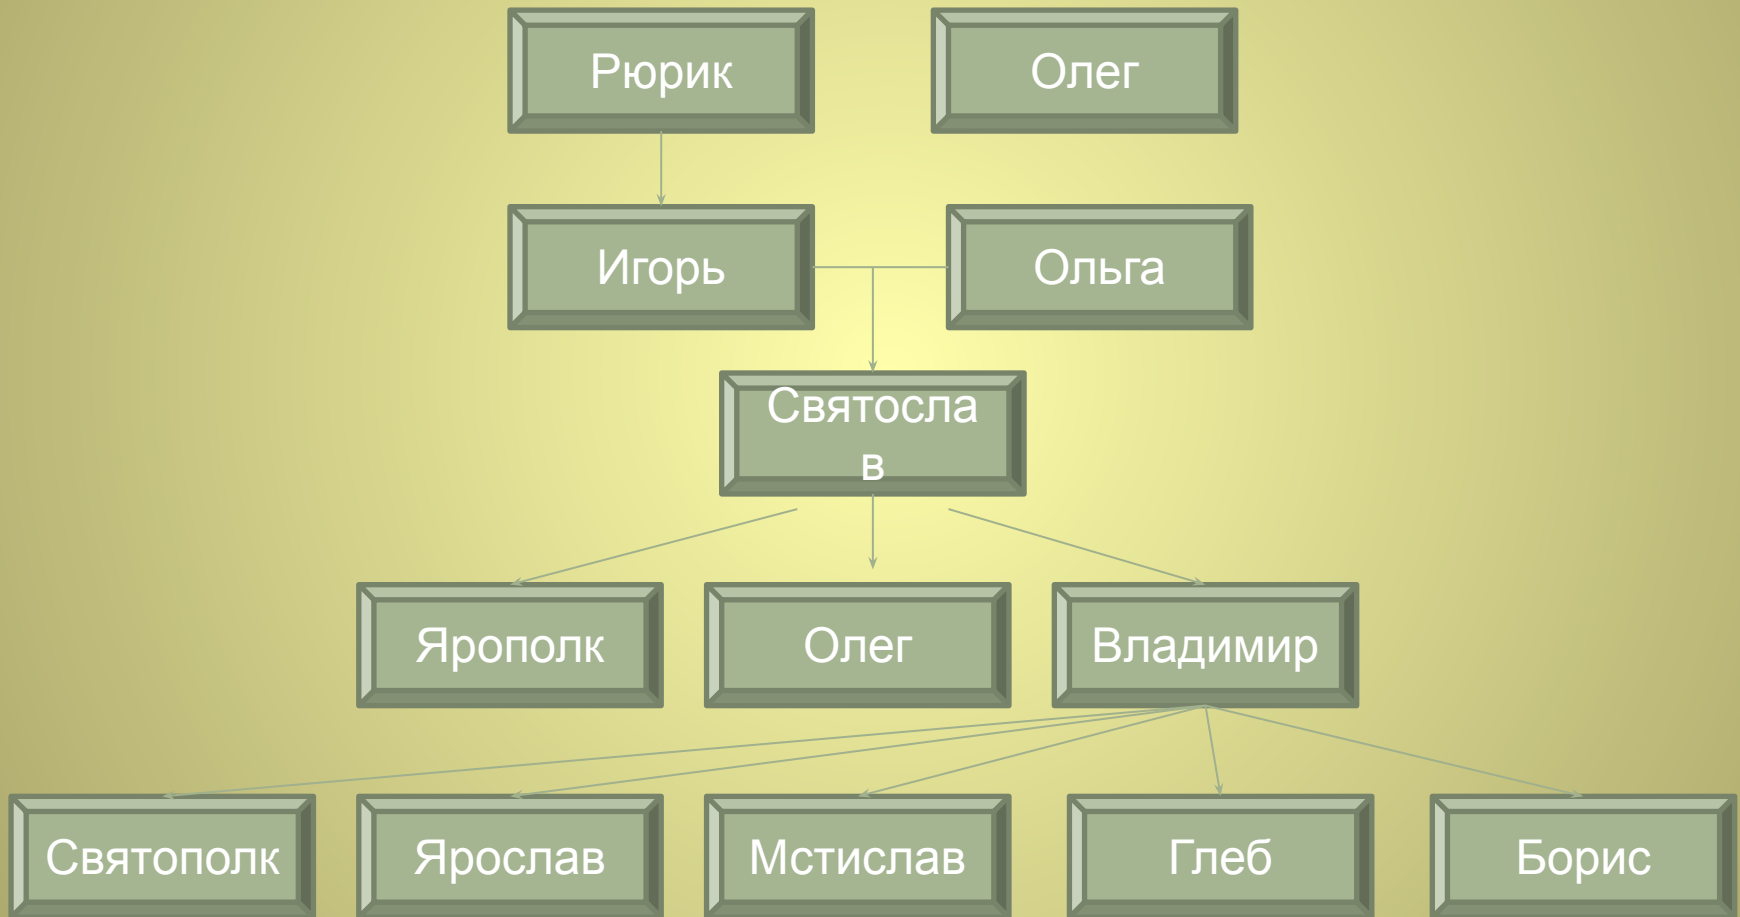 Рюрик
Олег
Игорь
Ольга
Святосла
в
Ярополк
Олег
Владимир
Святополк
Ярослав
Мстислав
Глеб
Борис